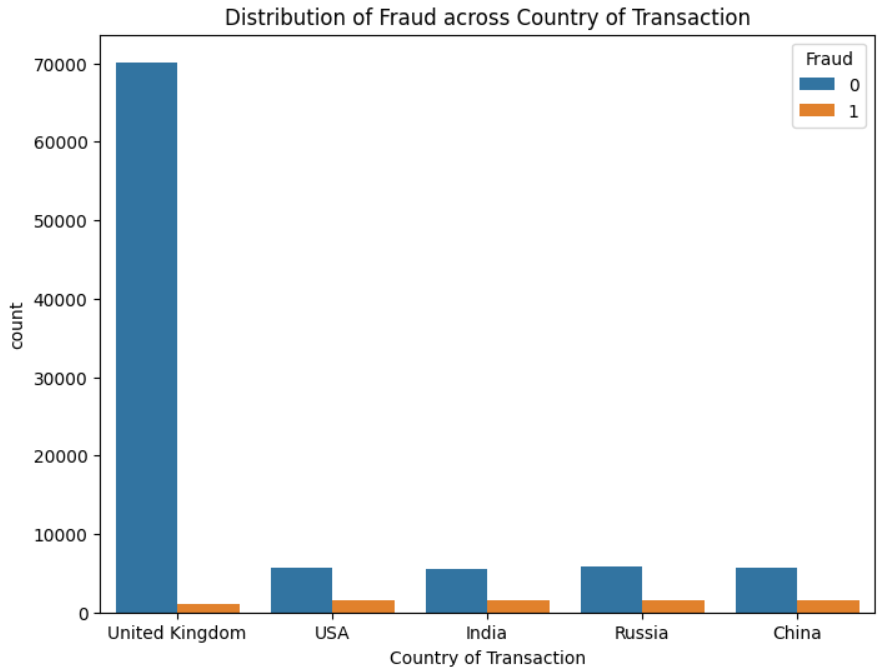 Distribution of Fraud across Country of Transaction
Fraud
0
1
70000
60000
50000
40000
30000
20000
10000
0
count
United Kingdom USA India Russia China
Country of Transaction